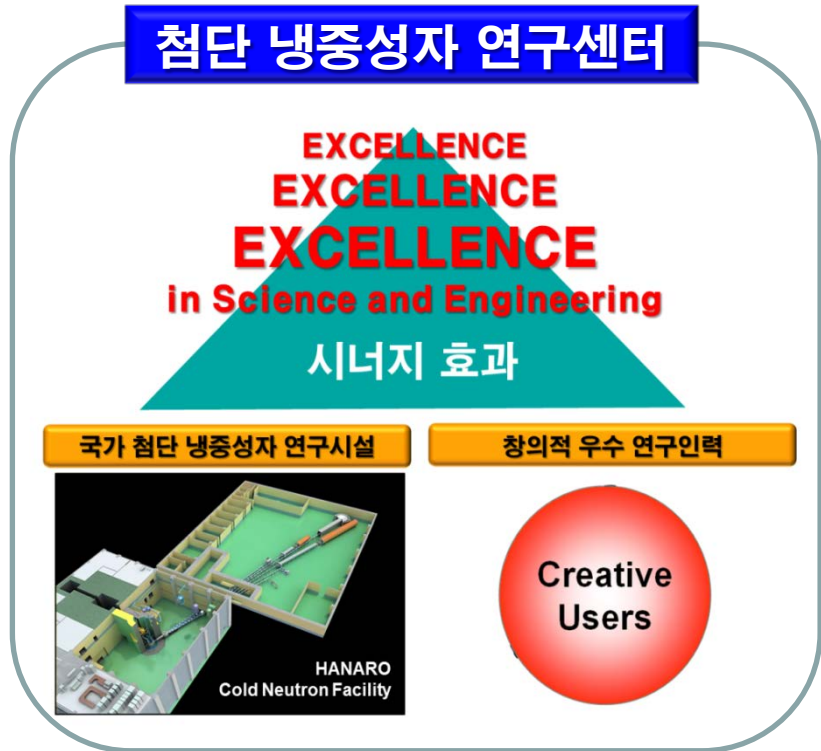 첨단 냉중성자 연구센터
EXCELLENCE
EXCELLENCE
EXCELLENCE
in Science and Engineering
시너지 효과
국가 첨단 냉중성자 연구시설
창의적 우수 연구인력
HANARO
Cold Neutron Facility
Creative
Users